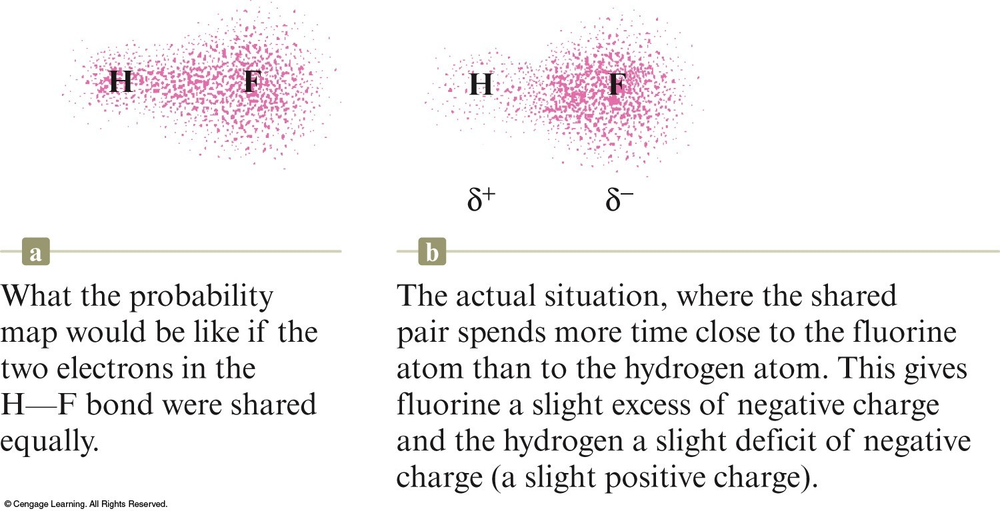 H F
H F
δ+ δ–
a
What the probability
map would be like if the
two electrons in the
H—F bond were shared
equally.
b
The actual situation, where the shared
pair spends more time close to the fluorine
atom than to the hydrogen atom. This gives
fluorine a slight excess of negative charge
and the hydrogen a slight deficit of negative
charge (a slight positive charge).
© Cengage Learning. All Rights Reserved.